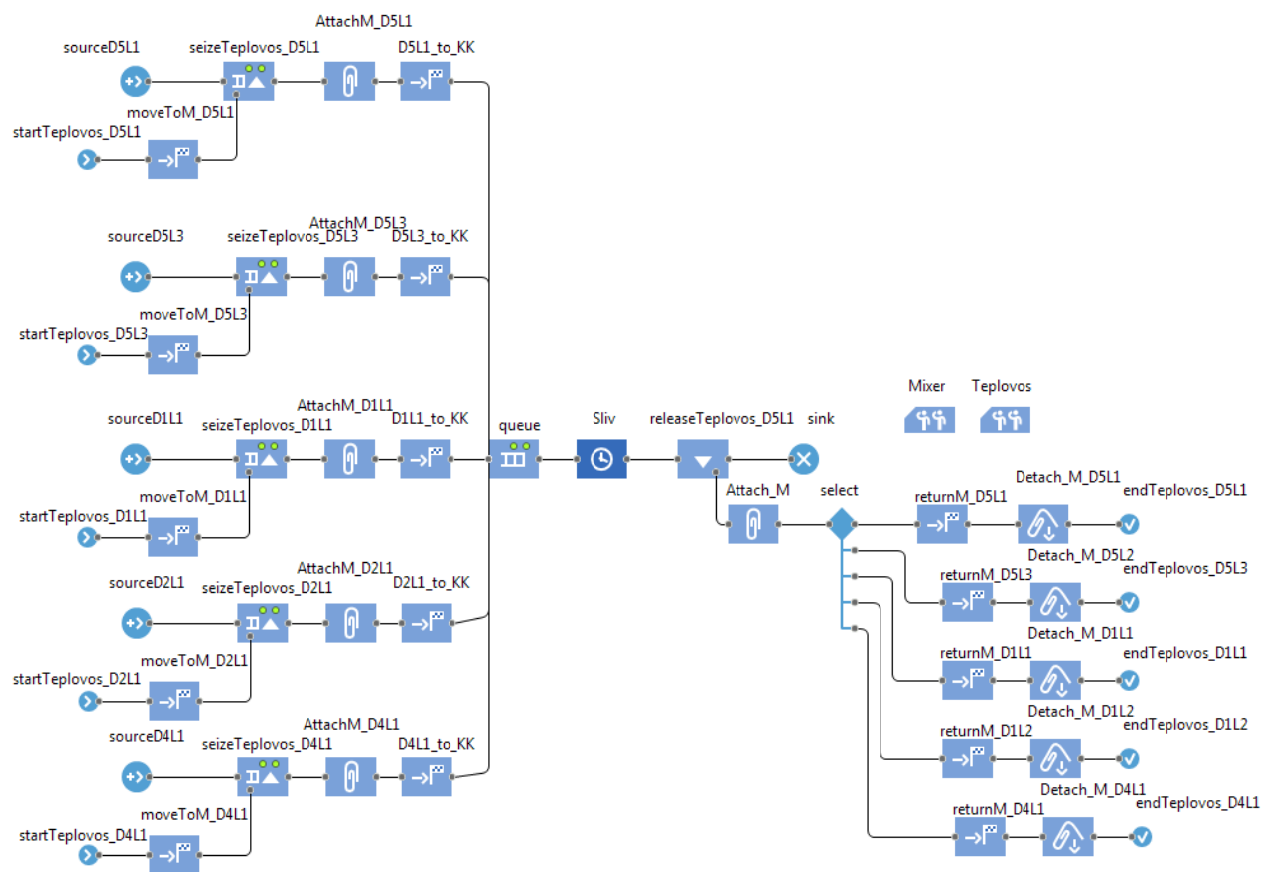 AttachM_D5L1
sourceD5L1
seizeTeplovos_D5L1
D5L1_to_KK
moveToM_D5L1
startTeplovos_D5L1
AttachM_D5L3
sourceD5L3
seizeTeplovos_D5L3
D5L3_to_KK
moveToM_D5L3
startTeplovos_D5L3
AttachM_D1L1
sourceD1L1
seizeTeplovos_D1L1
D1L1_to_KK
moveToM_D1L1
startTeplovos_D1L1
AttachM_D2L1
sourceD2L1
seizeTeplovos_D2L1
D2L1_to_KK
moveToM_D2L1
startTeplovos_D2L1
AttachM_D4L1
sourceD4L1
seizeTeplovos_D4L1
D4L1_to_KK
moveToM_D4L1
startTeplovos_D4L1
queue
Sliv
releaseTeplovos_D5L1
sink
Mixer
Teplovos
Attach_M
select
returnM_D5L1
Detach_M_D5L1
endTeplovos_D5L1
returnM_D5L3
Detach_M_D5L2
endTeplovos_D5L3
returnM_D1L1
Detach_M_D1L1
endTeplovos_D1L1
returnM_D1L2
Detach_M_D1L2
endTeplovos_D1L2
returnM_D4L1
Detach_M_D4L1
endTeplovos_D4L1